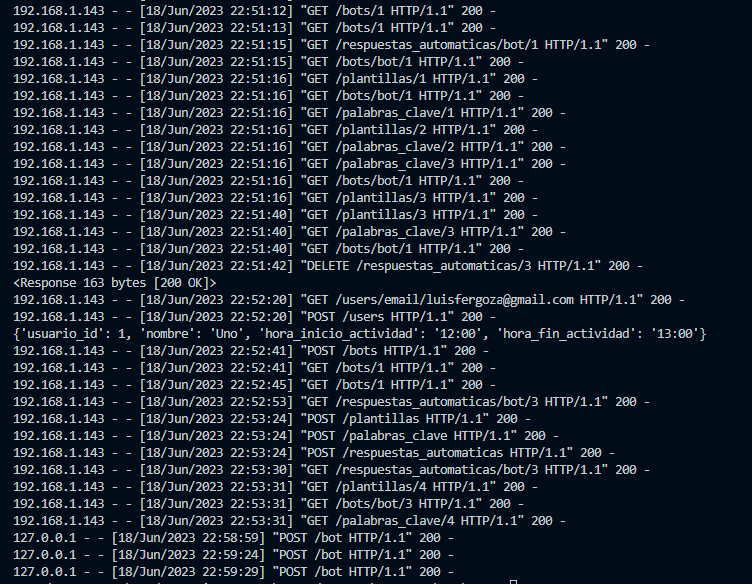 192.168.1.143 - - [18/Jun/2023 22:51:12] "GET /bots/1 HTTP/1.1" 200 -
192.168.1.143 - - [18/Jun/2023 22:51:13] "GET /bots/1 HTTP/1.1" 200 -
192.168.1.143 - - [18/Jun/2023 22:51:15] "GET /respuestas_automaticas/bot/1 HTTP/1.1" 200 -
192.168.1.143 - - [18/Jun/2023 22:51:15] "GET /bots/bot/1 HTTP/1.1" 200 -
192.168.1.143 - - [18/Jun/2023 22:51:16] "GET /plantillas/1 HTTP/1.1" 200 -
192.168.1.143 - - [18/Jun/2023 22:51:16] "GET /bots/bot/1 HTTP/1.1" 200 -
192.168.1.143 - - [18/Jun/2023 22:51:16] "GET /palabras_clave/1 HTTP/1.1" 200 -
192.168.1.143 - - [18/Jun/2023 22:51:16] "GET /plantillas/2 HTTP/1.1" 200 -
192.168.1.143 - - [18/Jun/2023 22:51:16] "GET /palabras_clave/2 HTTP/1.1" 200 -
192.168.1.143 - - [18/Jun/2023 22:51:16] "GET /palabras_clave/3 HTTP/1.1" 200 -
192.168.1.143 - - [18/Jun/2023 22:51:16] "GET /bots/bot/1 HTTP/1.1" 200 -
192.168.1.143 - - [18/Jun/2023 22:51:16] "GET /plantillas/3 HTTP/1.1" 200 -
192.168.1.143 - - [18/Jun/2023 22:51:40] "GET /plantillas/3 HTTP/1.1" 200 -
192.168.1.143 - - [18/Jun/2023 22:51:40] "GET /palabras_clave/3 HTTP/1.1" 200 -
192.168.1.143 - - [18/Jun/2023 22:51:40] "GET /bots/bot/1 HTTP/1.1" 200 -
192.168.1.143 - - [18/Jun/2023 22:51:42] "DELETE /respuestas_automaticas/3 HTTP/1.1" 200 -
<Response 163 bytes [200 OK]>
192.168.1.143 - - [18/Jun/2023 22:52:20] "GET /users/email/luisfergoza@gmail.com HTTP/1.1" 200 -
192.168.1.143 - - [18/Jun/2023 22:52:20] "POST /users HTTP/1.1" 200 -
{'usuario_id': 1, 'nombre': 'Uno', 'hora_inicio_actividad': '12:00', 'hora_fin_actividad': '13:00'}
192.168.1.143 - - [18/Jun/2023 22:52:41] "POST /bots HTTP/1.1" 200 -
192.168.1.143 - - [18/Jun/2023 22:52:41] "GET /bots/1 HTTP/1.1" 200 -
192.168.1.143 - - [18/Jun/2023 22:52:45] "GET /bots/1 HTTP/1.1" 200 -
192.168.1.143 - - [18/Jun/2023 22:52:53] "GET /respuestas_automaticas/bot/3 HTTP/1.1" 200 -
192.168.1.143 - - [18/Jun/2023 22:53:24] "POST /plantillas HTTP/1.1" 200 -
192.168.1.143 - - [18/Jun/2023 22:53:24] "POST /palabras_clave HTTP/1.1" 200 -
192.168.1.143 - - [18/Jun/2023 22:53:24] "POST /respuestas_automaticas HTTP/1.1" 200 -
192.168.1.143 - - [18/Jun/2023 22:53:30] "GET /respuestas_automaticas/bot/3 HTTP/1.1" 200 -
192.168.1.143 - - [18/Jun/2023 22:53:31] "GET /plantillas/4 HTTP/1.1" 200 -
192.168.1.143 - - [18/Jun/2023 22:53:31] "GET /bots/bot/3 HTTP/1.1" 200 -
192.168.1.143 - - [18/Jun/2023 22:53:31] "GET /palabras_clave/4 HTTP/1.1" 200 -
127.0.0.1 - - [18/Jun/2023 22:58:59] "POST /bot HTTP/1.1" 200 -
127.0.0.1 - - [18/Jun/2023 22:59:24] "POST /bot HTTP/1.1" 200 -
127.0.0.1 - - [18/Jun/2023 22:59:29] "POST /bot HTTP/1.1" 200 -